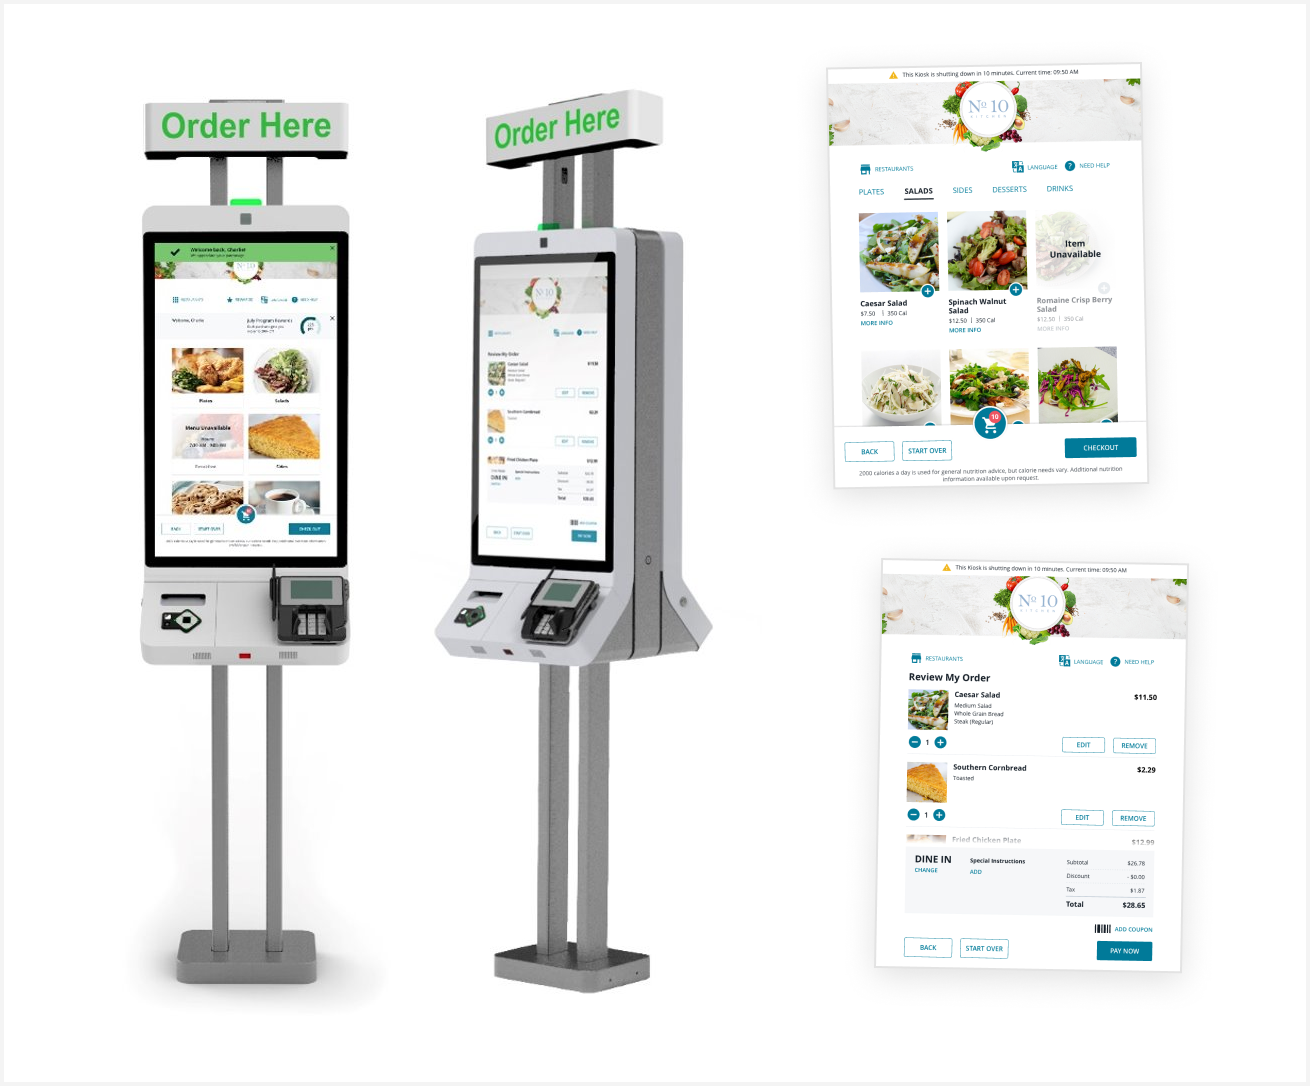 Order Here
Welcome back, Charlie!
NEED HELP
Welcome, Charlie
July Program Rewards
Plates
Salads
Menu Unavailable
Sides
BACK
START OVER
CHECKOUT
Order Here
Nº 10
NEED HELP
Review My Order
Caesar Salad
Southern Cornbread
Fried Chicken Plate
DINE IN
Total
This Kiosk is shutting down in 10 minutes. Current time: 09:50 AM
Nº 10
KITCHEN
RESTAURANTS
LANGUAGE
NEED HELP
PLATES SALADS SIDES DESSERTS DRINKS
Item
Unavailable
Caesar Salad
$7.50 | 350 Cal
MORE INFO
Spinach Walnut
Salad
$12.50 | 350 Cal
MORE INFO
Romaine Crisp Berry
Salad
$12.50 | 350 Cal
MORE INFO
10
BACK
START OVER
CHECKOUT
2000 calories a day is used for general nutrition advice, but calorie needs vary. Additional nutrition
information available upon request.
This Kiosk is shutting down in 10 minutes. Current time: 09:50 AM
Nº 10
KITCHEN
RESTAURANTS
LANGUAGE
NEED HELP
Review My Order
Caesar Salad $11.50
Medium Salad
Whole Grain Bread
Steak (Regular)
1
EDIT
REMOVE
Southern Cornbread $2.29
Toasted
1
EDIT
REMOVE
Fried Chicken Plate $12.99
DINE IN
CHANGE
Special Instructions
ADD
Subtotal $26.78
Discount - $0.00
Tax $1.87
Total $28.65
ADD COUPON
BACK
START OVER
PAY NOW